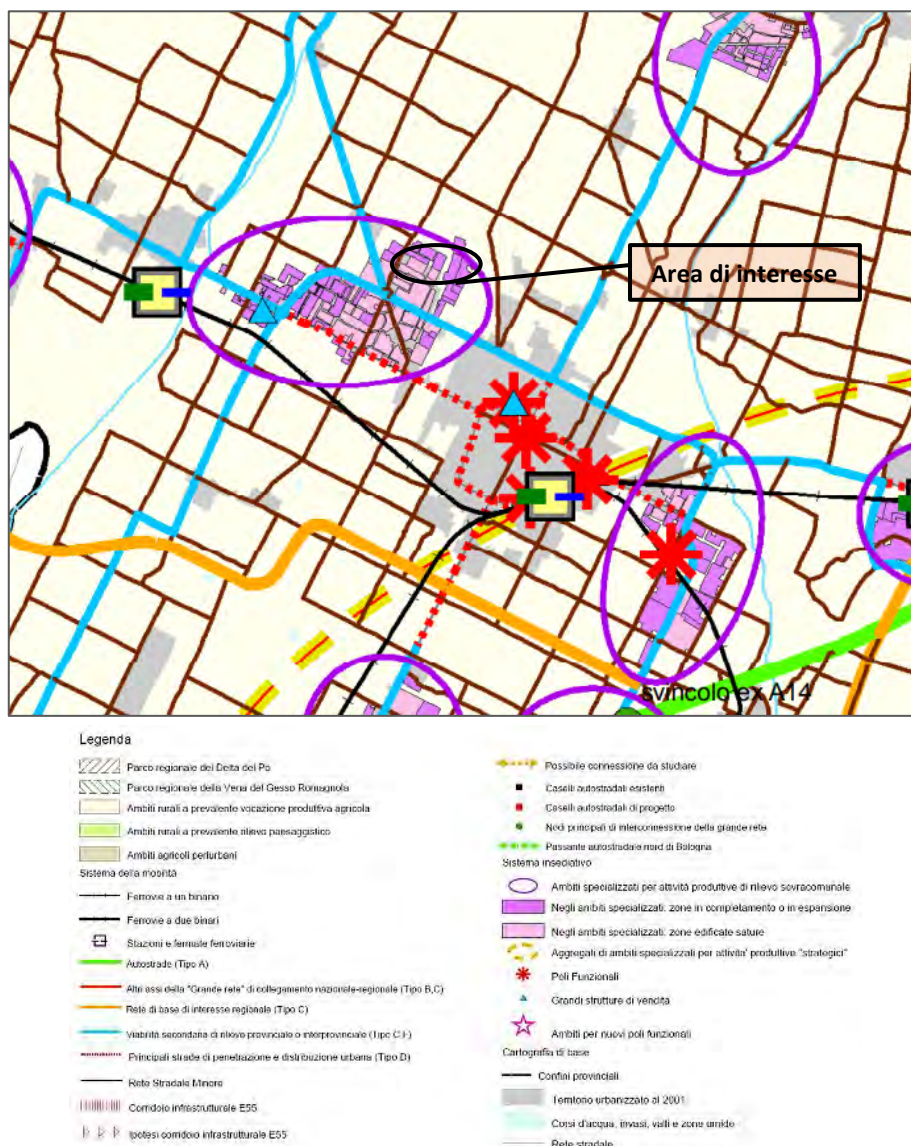 Area di interesse
svincolo ex A14
Legenda
Parco regionale del Delta del Po
Parco regionale della Vena del Gesso Romagnola
Ambiti rurali a prevalente vocazione produttiva agricola
Ambiti rurali a prevalente rilievo paesaggistico
Ambiti agricoli periurbani
Sistema della mobilità
Ferrovie a un binario
Ferrovie a due binari
Stazioni e fermate ferroviarie
Autostrade (Tipo A)
Altri assi della "Grande rete" di collegamento nazionale-regionale (Tipo B,C)
Rete di base di interesse regionale (Tipo C)
Viabilità secondaria di rilievo provinciale o interprovinciale (Tipo C,F)
Principali strade di penetrazione e distribuzione urbana (Tipo D)
Rete Stradale Minore
Corridoio infrastrutturale E55
Ipotesi corridoio infrastrutturale E55
Possibile connessione da studiare
Caselli autostradali esistenti
Caselli autostradali di progetto
Nodi principali di interconnessione della grande rete
Passante autostradale nord di Bologna
Sistema insediativo
Ambiti specializzati per attività produttive di rilievo sovracomunale
Negli ambiti specializzati: zone in completamento o in espansione
Negli ambiti specializzati: zone edificate sature
Aggregati di ambiti specializzati per attivita' produttive "strategici"
Poli Funzionali
Grandi strutture di vendita
Ambiti per nuovi poli funzionali
Cartografia di base
Confini provinciali
Territorio urbanizzato al 2001
Corsi d'acqua, invasi, valli e zone umide
Rete stradale